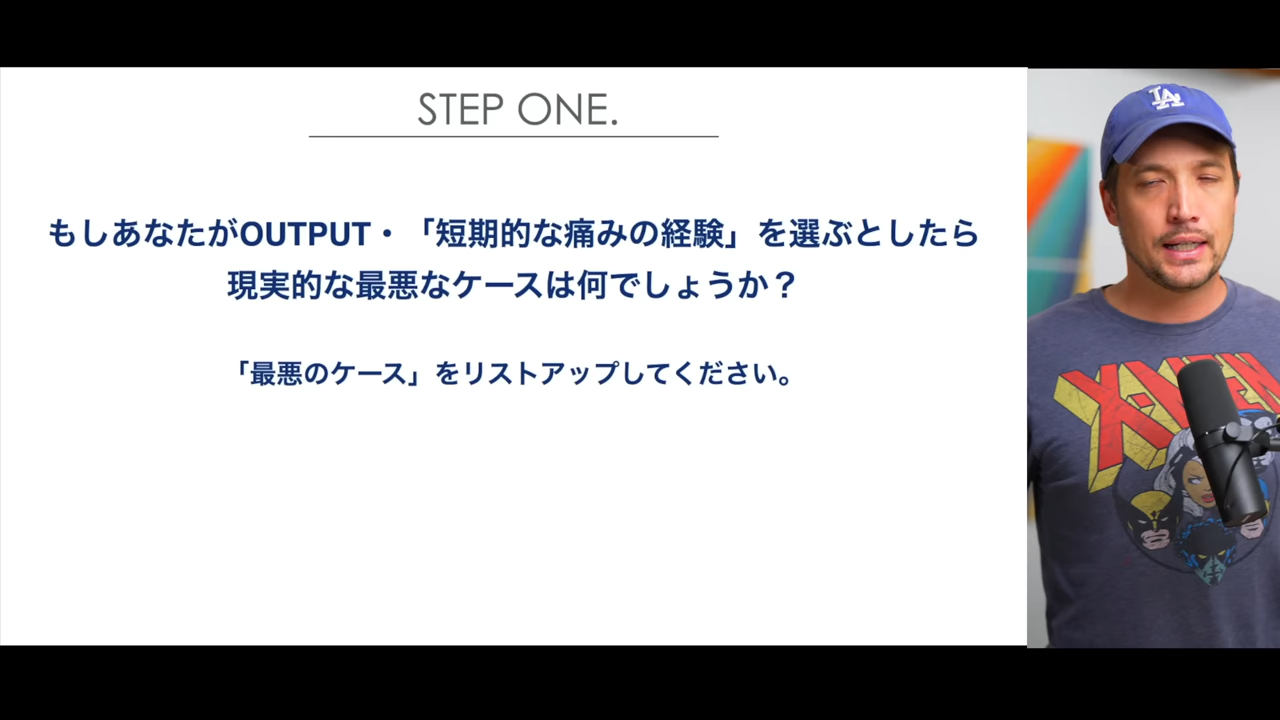 STEP ONE.
もしあなたがOUTPUT・「短期的な痛みの経験」を選ぶとしたら
現実的な最悪なケースは何でしょうか？
「最悪のケース」をリストアップしてください。
LA
X-MEN